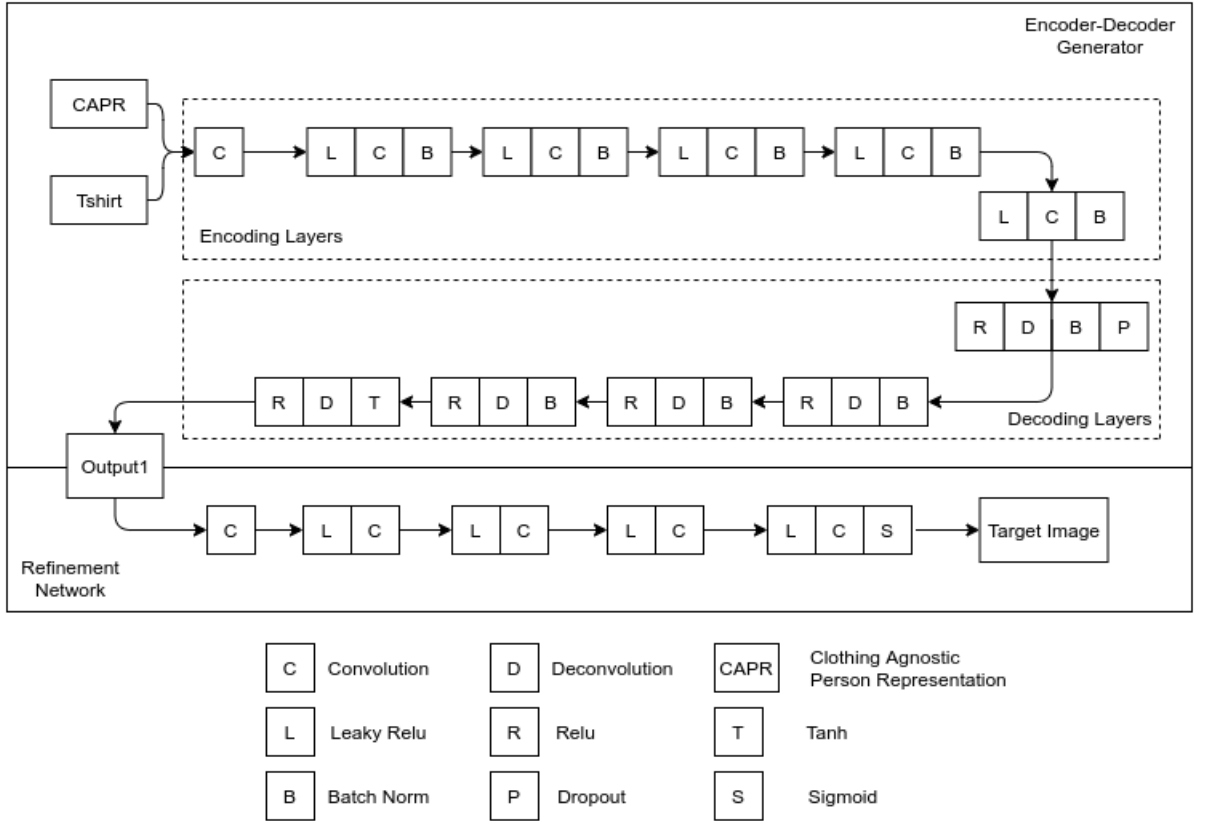 Encoder-Decoder
Generator
CAPR
Tshirt
C
L C B
L C B
L C B
L C B
L C B
Encoding Layers
R D B P
R D B
R D B
R D B
R D T
Decoding Layers
Output1
C
L C
L C
L C
L C S
Target Image
Refinement
Network
C Convolution
D Deconvolution
CAPR Clothing Agnostic
Person Representation
L Leaky Relu
R Relu
T Tanh
B Batch Norm
P Dropout
S Sigmoid